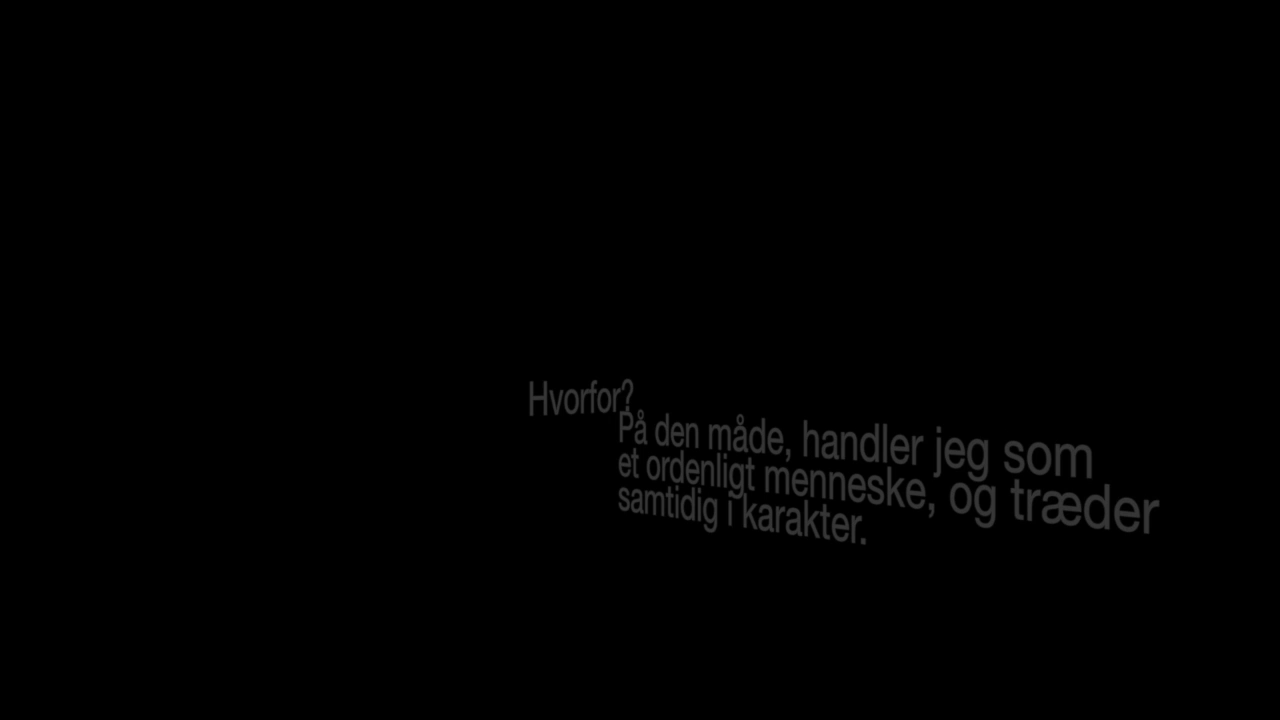 Hvorfor?
På den måde, handler jeg som
et ordenligt menneske, og træder
samtidig i karakter.